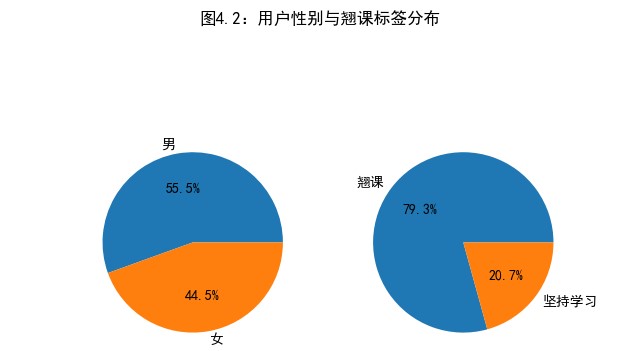 图4.2：用户性别与翘课标签分布
男
55.5%
44.5%
女
翘课
79.3%
20.7%
坚持学习